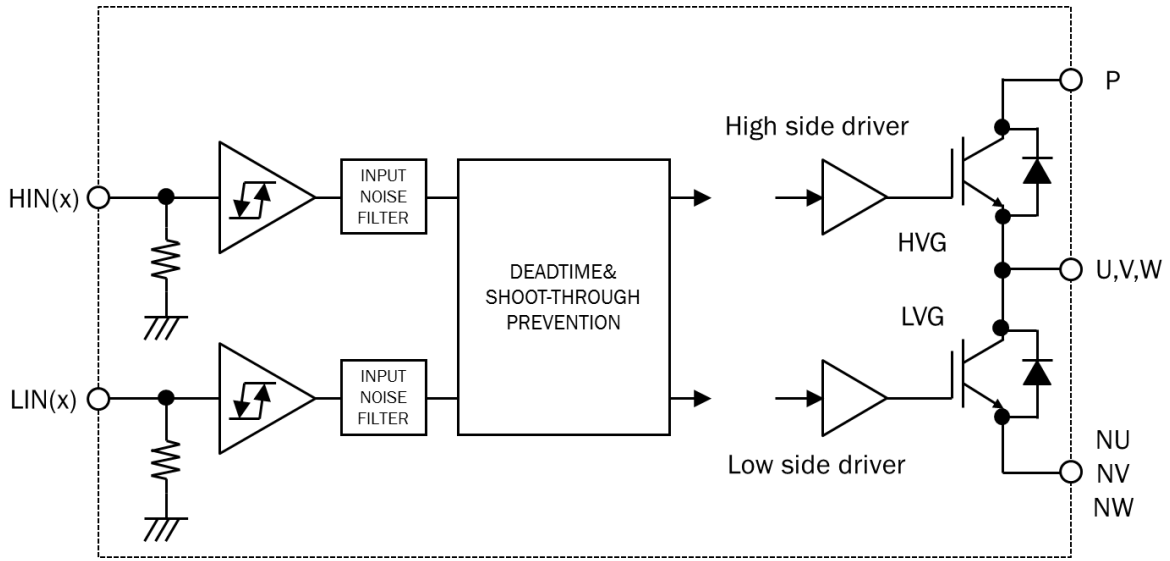 P
High side driver
HIN(x)
INPUT
NOISE
FILTER
HVG
DEADTIME&
SHOOT-THROUGH
PREVENTION
U,V,W
LVG
LIN(x)
INPUT
NOISE
FILTER
Low side driver
NU
NV
NW